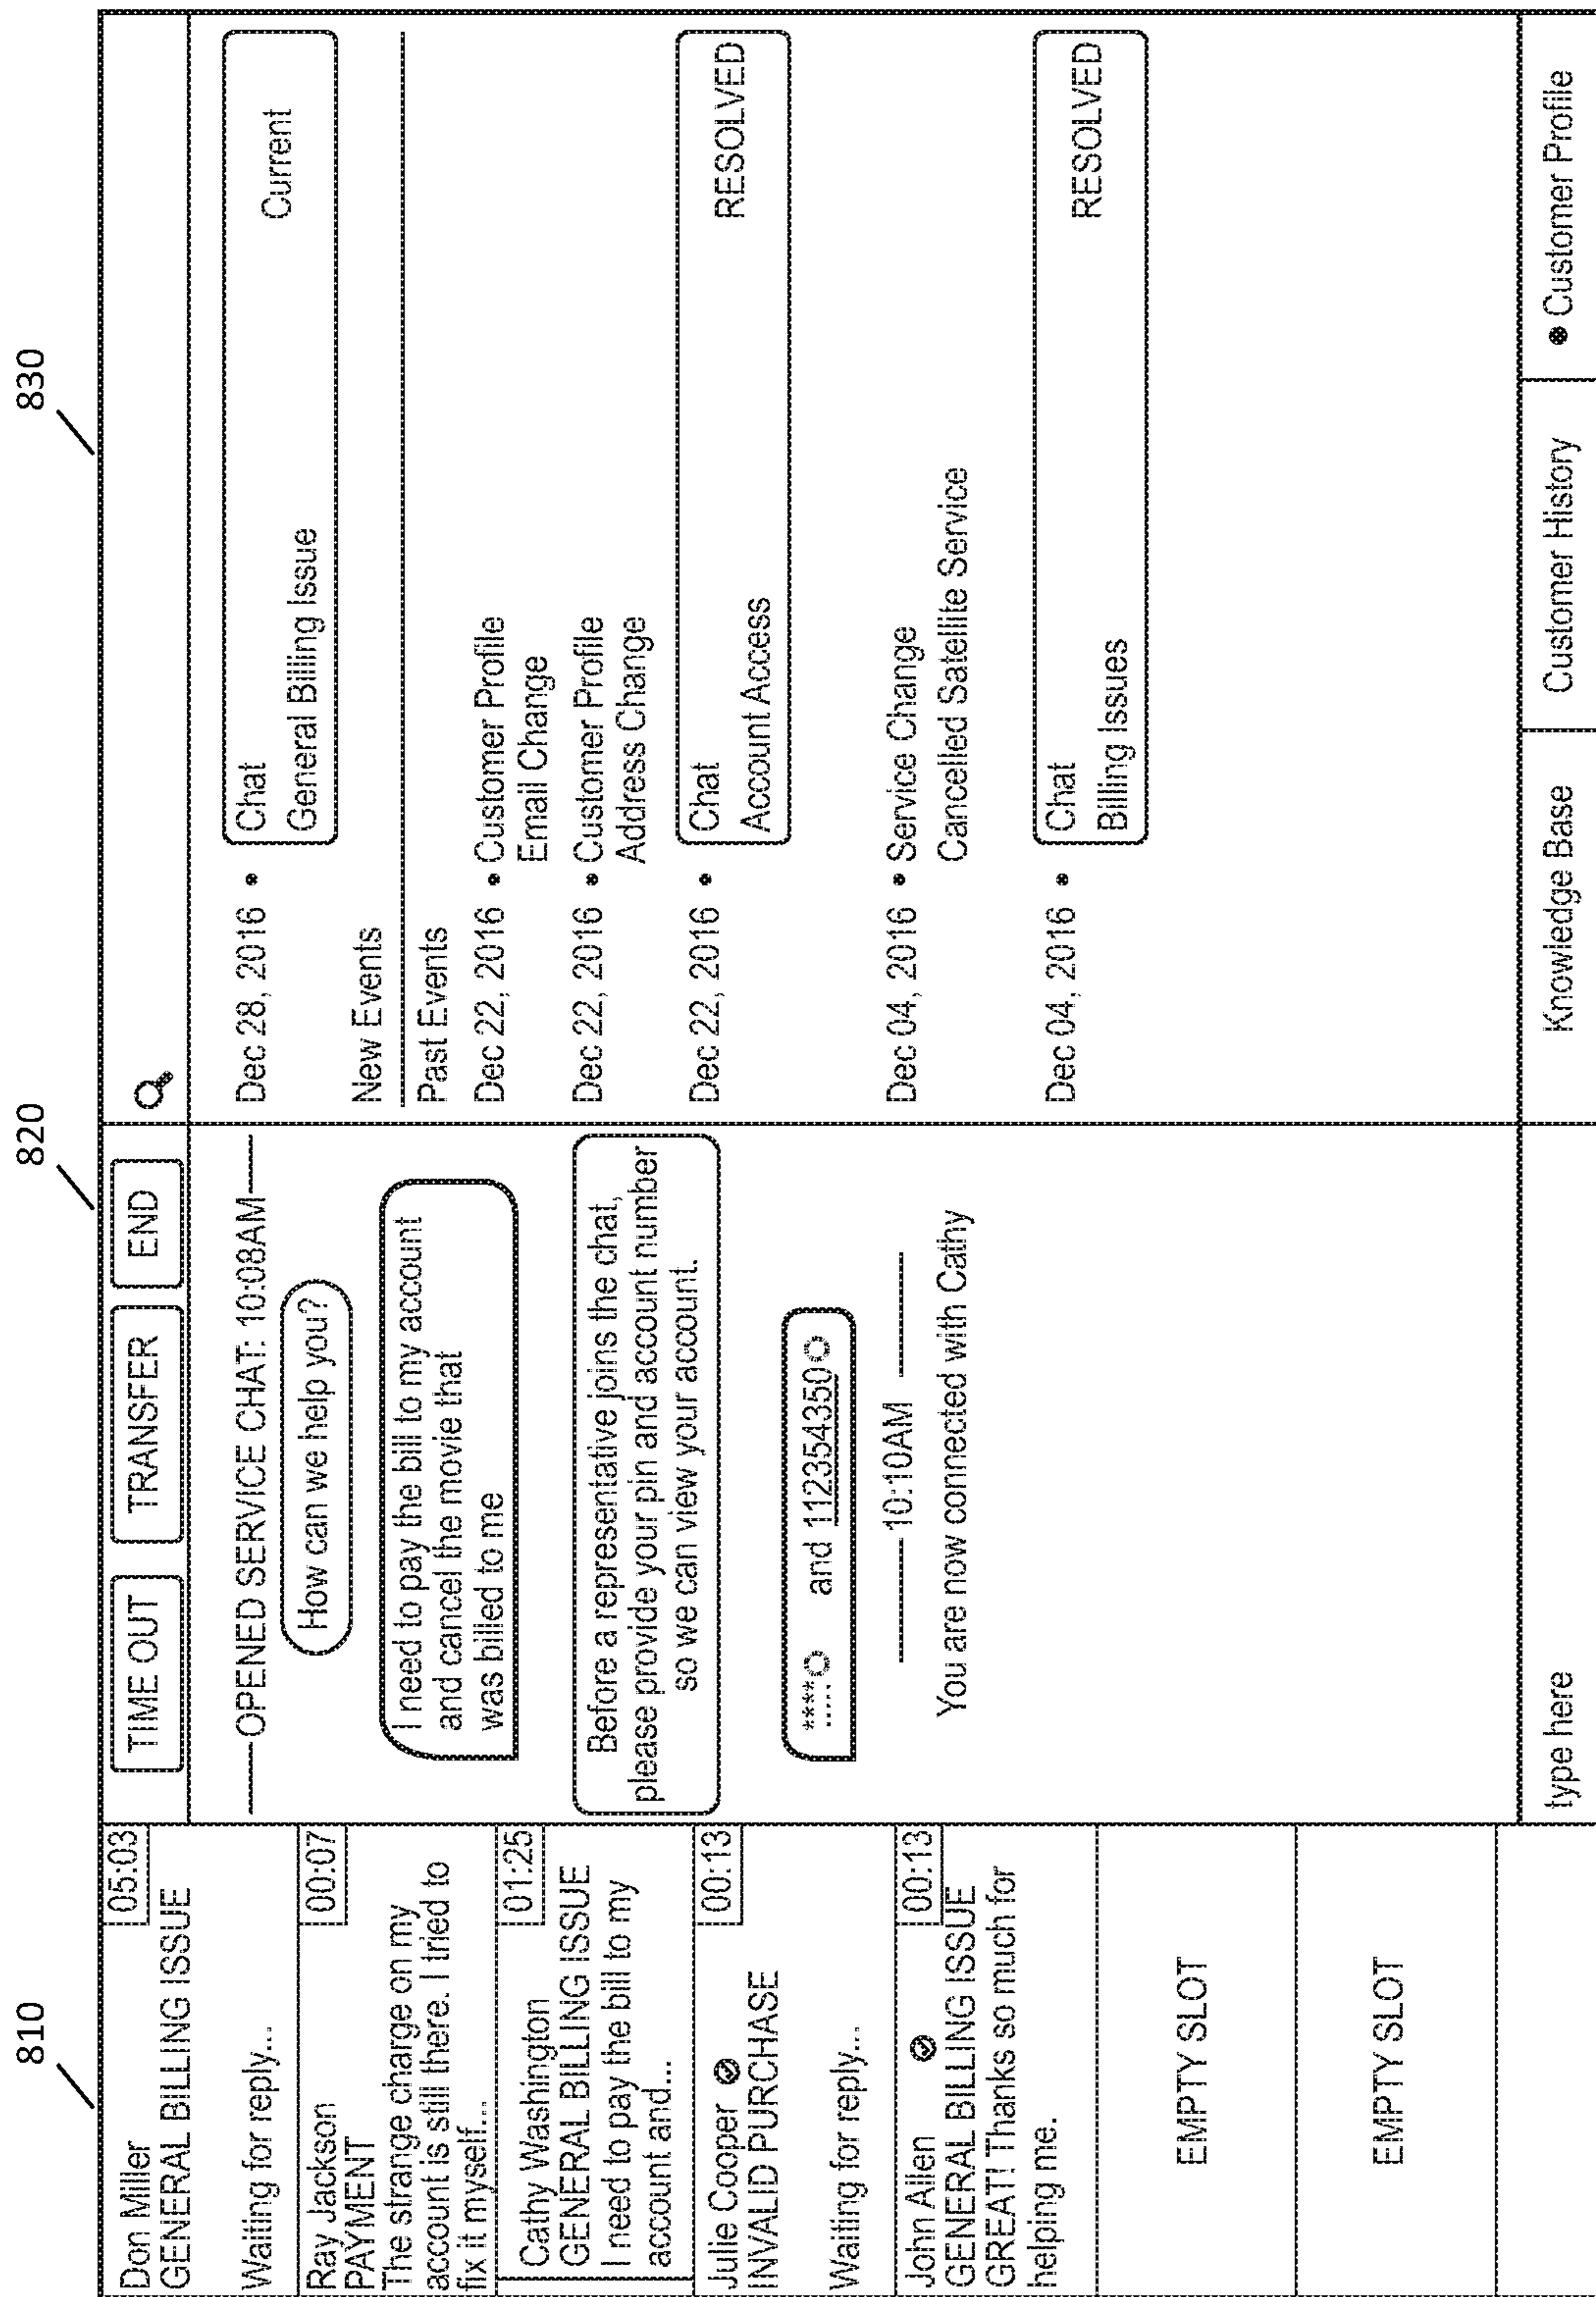 810
820
830
Don Miller
05:03
GENERAL BILLING ISSUE
Waiting for reply...
Ray Jackson
00:07
PAYMENT
The strange charge on my
account is still there. I tried to
fix it myself...
Cathy Washington
01:25
GENERAL BILLING ISSUE
I need to pay the bill to my
account and...
Julie Cooper
00:13
INVALID PURCHASE
Waiting for reply...
John Allen
00:13
GENERAL BILLING ISSUE
GREAT! Thanks so much for
helping me.
EMPTY SLOT
EMPTY SLOT
TIME OUT
TRANSFER
END
OPENED SERVICE CHAT: 10:08AM
How can we help you?
I need to pay the bill to my account
and cancel the movie that
was billed to me
Before a representative joins the chat,
please provide your pin and account number
so we can view your account.
**** and 112354350
10:10AM
You are now connected with Cathy
type here
Dec 28, 2016 • Chat
General Billing Issue
Current
New Events
Past Events
Dec 22, 2016 • Customer Profile
Email Change
Dec 22, 2016 • Customer Profile
Address Change
Dec 22, 2016 • Chat
Account Access
RESOLVED
Dec 04, 2016 • Service Change
Cancelled Satellite Service
Dec 04, 2016 • Chat
Billing Issues
RESOLVED
Knowledge Base
Customer History
• Customer Profile